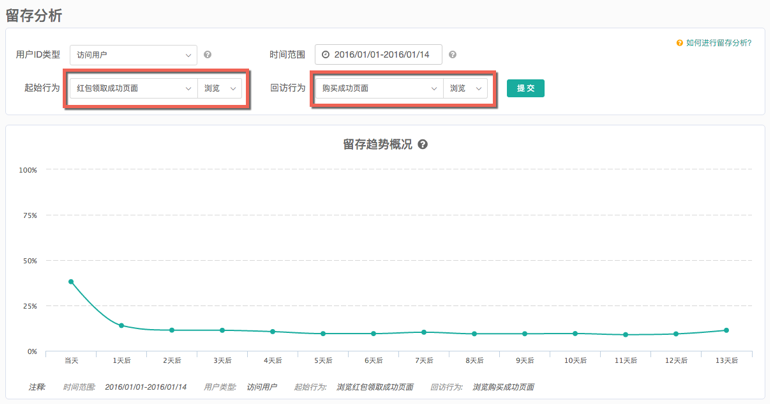 留存分析
如何进行留存分析?
用户ID类型 访问用户 时间范围 2016/01/01-2016/01/14
起始行为 红包领取成功页面 浏览 回访行为 购买成功页面 浏览 提交
留存趋势概况
100%
75%
50%
25%
0%
当天 1天后 2天后 3天后 4天后 5天后 6天后 7天后 8天后 9天后 10天后 11天后 12天后 13天后
注释: 时间范围: 2016/01/01-2016/01/14 用户类型: 访问用户 起始行为: 浏览红包领取成功页面 回访行为: 浏览购买成功页面